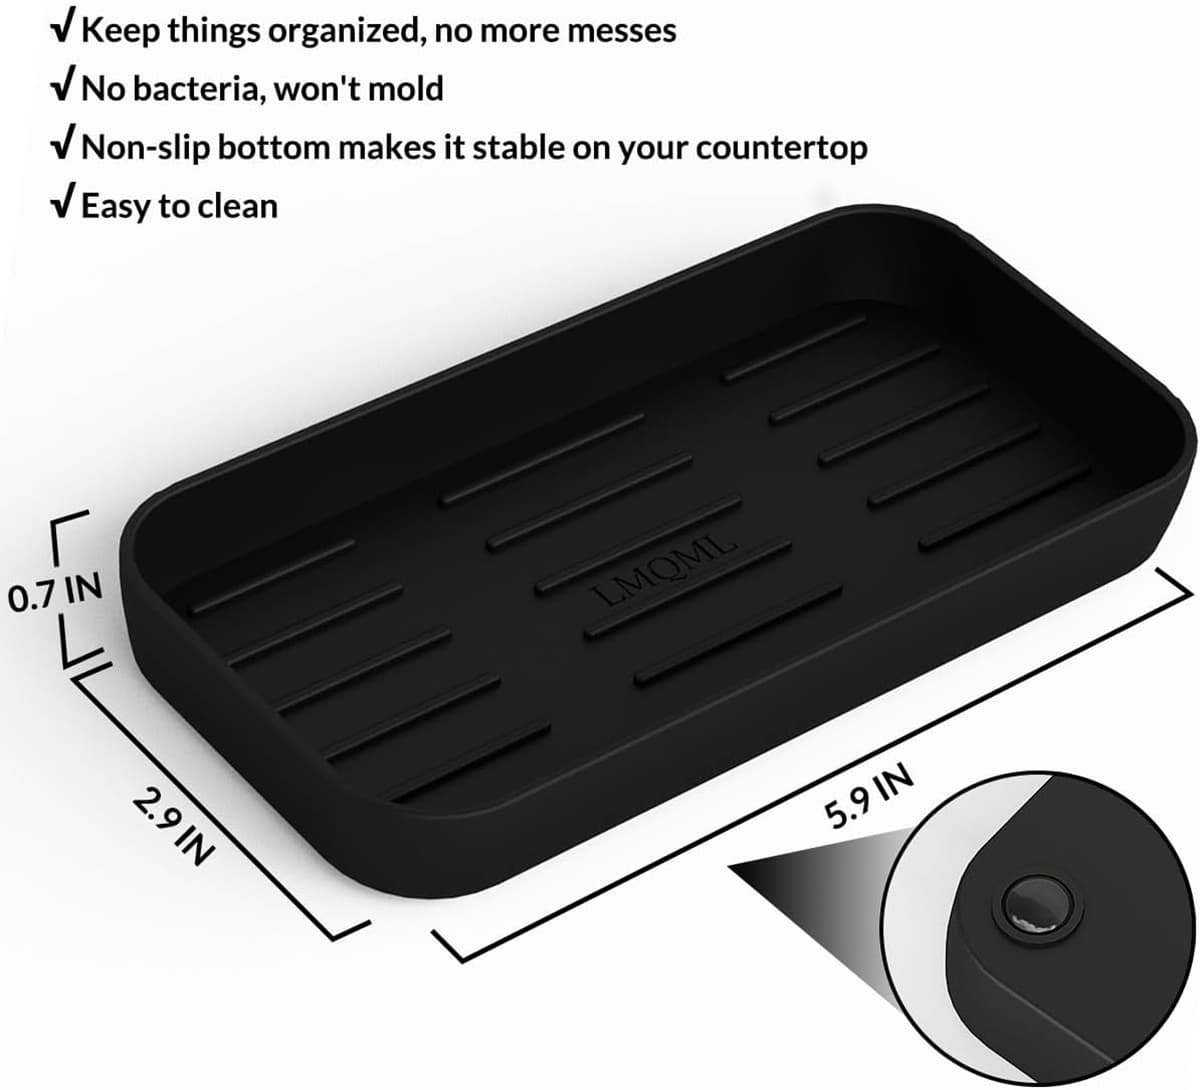 √ Keep things organized, no more messes
√ No bacteria, won't mold
√ Non-slip bottom makes it stable on your countertop
√ Easy to clean
LMQML
0.7 IN
2.9 IN
5.9 IN